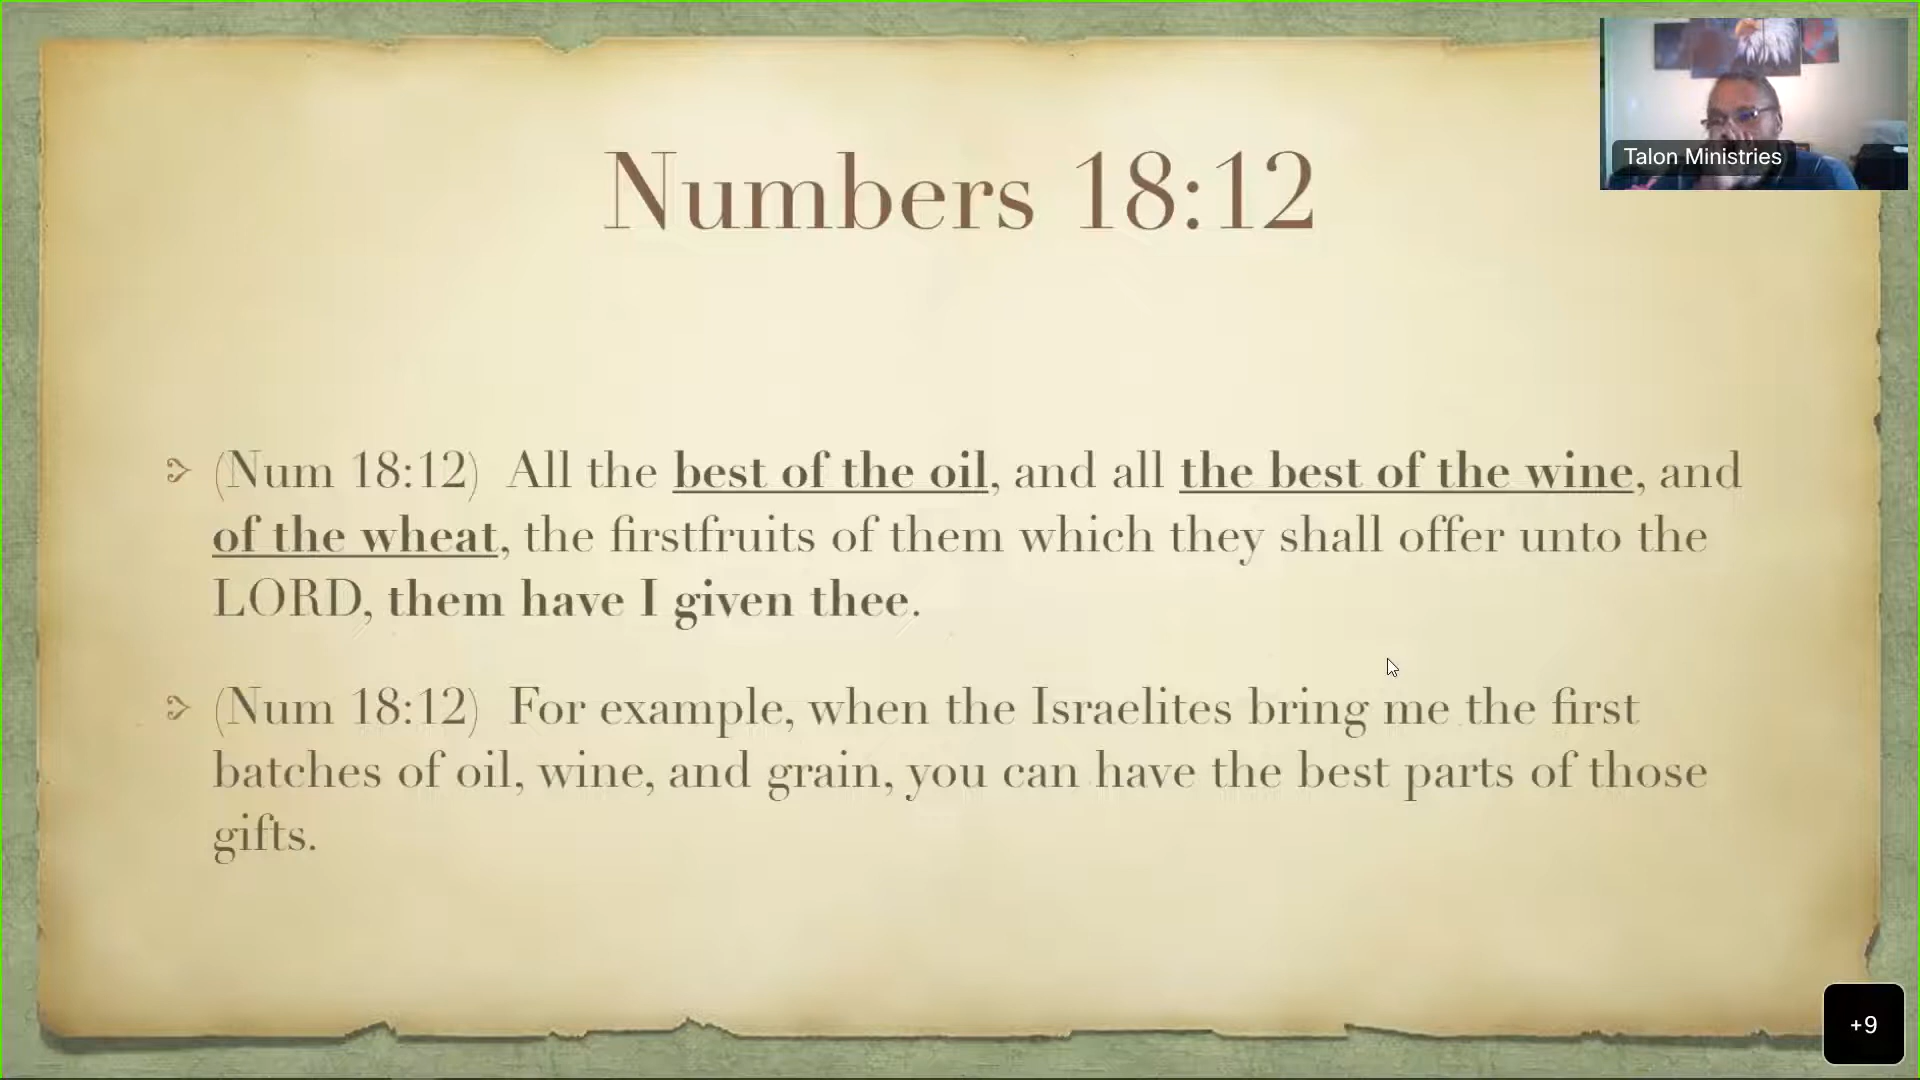 Talon Ministries
Numbers 18:12
(Num 18:12) All the best of the oil, and all the best of the wine, and
of the wheat, the firstfruits of them which they shall offer unto the
LORD, them have I given thee.
(Num 18:12) For example, when the Israelites bring me the first
batches of oil, wine, and grain, you can have the best parts of those
gifts.
+9